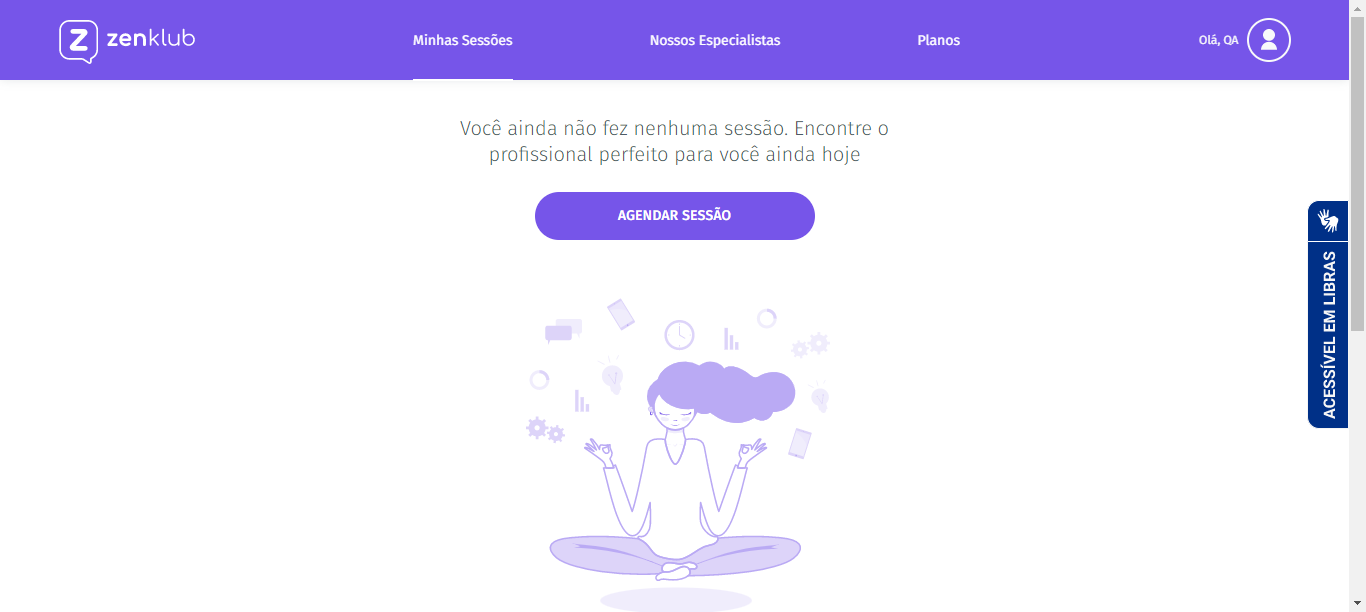 zenklub
Minhas Sessões
Nossos Especialistas
Planos
Olá, QA
Você ainda não fez nenhuma sessão. Encontre o
profissional perfeito para você ainda hoje
AGENDAR SESSÃO
ACESSÍVEL EM LIBRAS